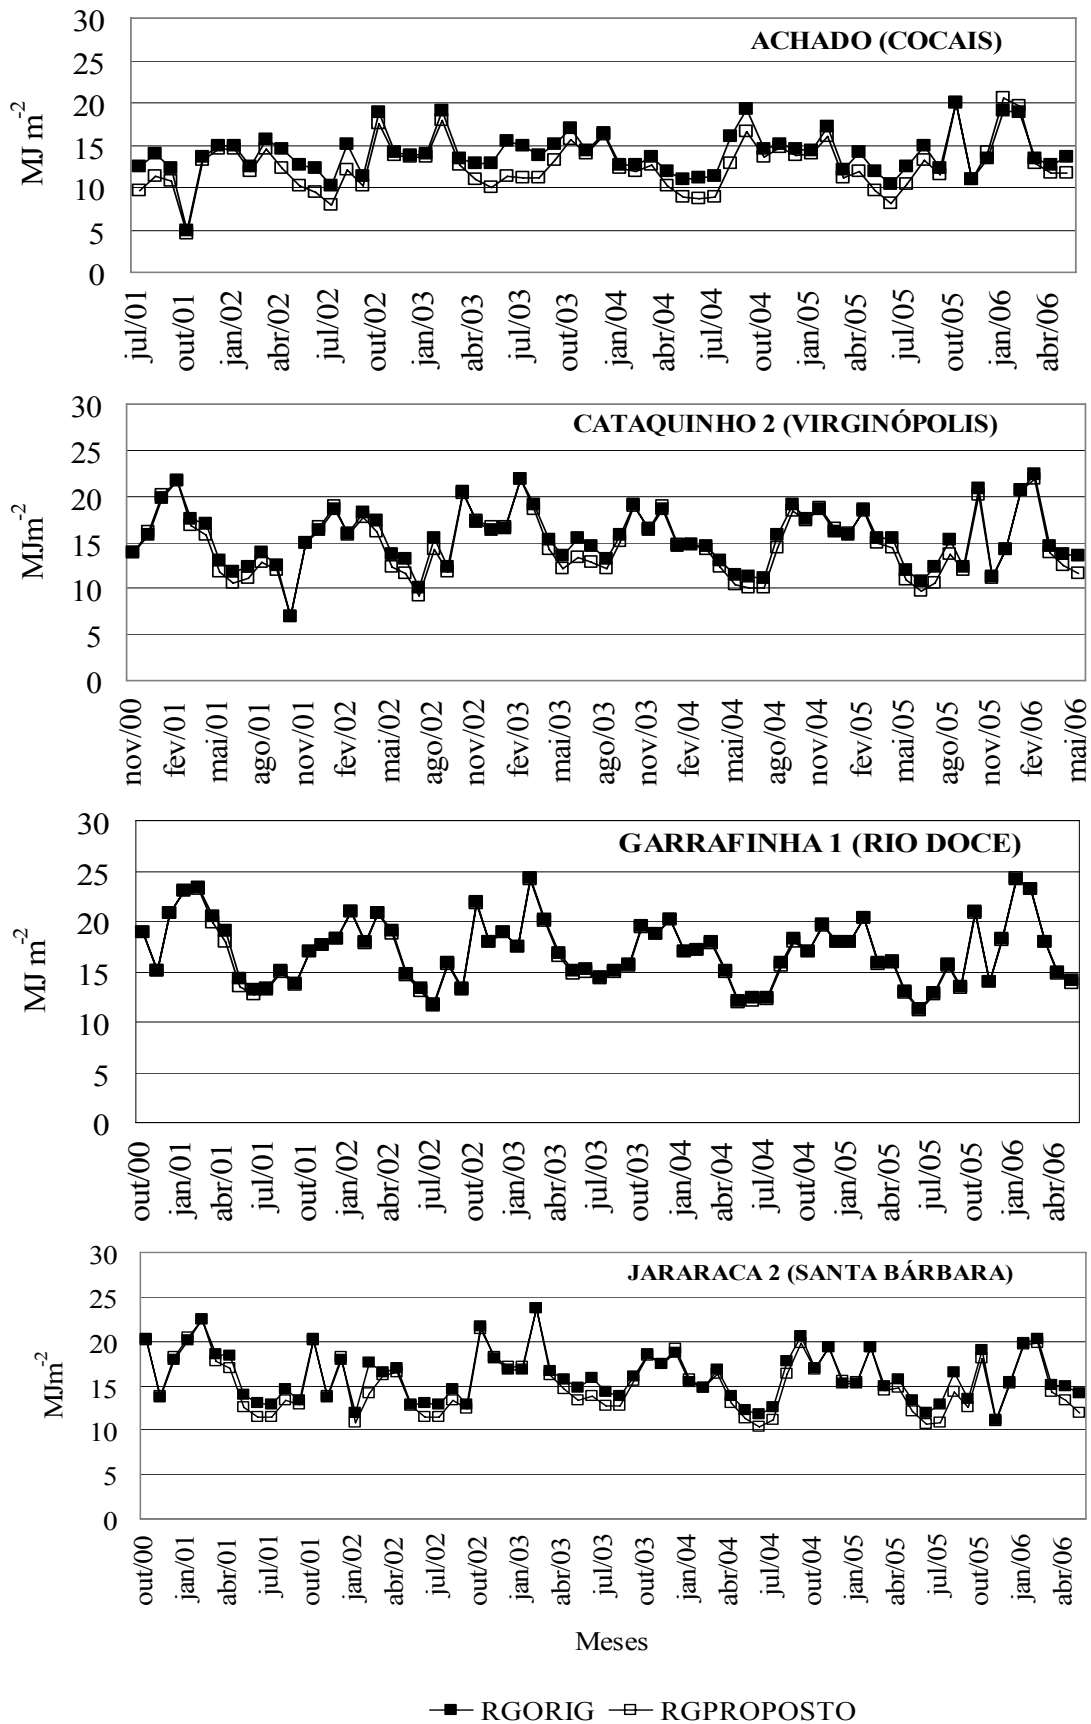 ACHADO (COCAIS)
MJ m-2
30
25
20
15
10
5
0
jul/01 out/01 jan/02 abr/02 jul/02 out/02 jan/03 abr/03 jul/03 out/03 jan/04 abr/04 jul/04 out/04 jan/05 abr/05 jul/05 out/05 jan/06 abr/06
CATAQUINHO 2 (VIRGINÓPOLIS)
MJm-2
30
25
20
15
10
5
0
nov/00 fev/01 mai/01 ago/01 nov/01 fev/02 mai/02 ago/02 nov/02 fev/03 mai/03 ago/03 nov/03 fev/04 mai/04 ago/04 nov/04 fev/05 mai/05 ago/05 nov/05 fev/06 mai/06
GARRAFINHA 1 (RIO DOCE)
MJ m-2
30
25
20
15
10
5
0
out/00 jan/01 abr/01 jul/01 out/01 jan/02 abr/02 jul/02 out/02 jan/03 abr/03 jul/03 out/03 jan/04 abr/04 jul/04 out/04 jan/05 abr/05 jul/05 out/05 jan/06 abr/06
JARARACA 2 (SANTA BÁRBARA)
MJm-2
30
25
20
15
10
5
0
out/00 jan/01 abr/01 jul/01 out/01 jan/02 abr/02 jul/02 out/02 jan/03 abr/03 jul/03 out/03 jan/04 abr/04 jul/04 out/04 jan/05 abr/05 jul/05 out/05 jan/06 abr/06
Meses
RGORIG RGPROPOSTO